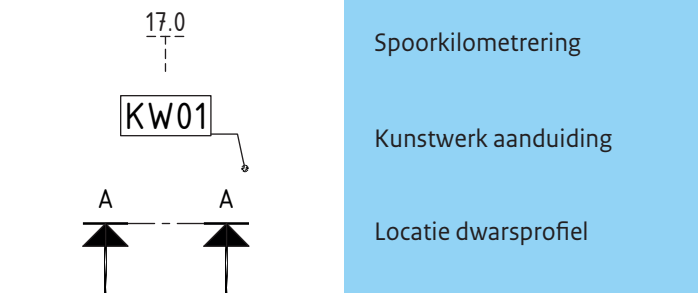 17.0
Spoorkilometrering
KW01
Kunstwerk aanduiding
A A
Locatie dwarsprofiel